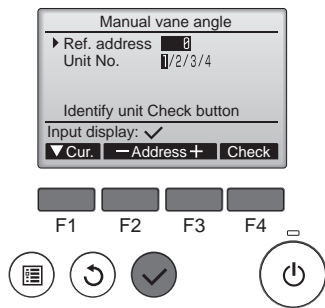 Manual vane angle
Ref. address 0
Unit No. 1/2/3/4
Identify unit Check button
Input display: ✓
▼Cur. −Address+ Check
F1 F2 F3 F4